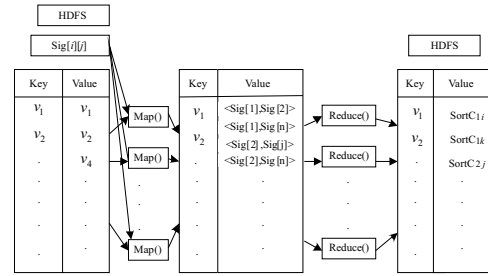 HDFS
Sig[i][j]
HDFS
Key Value
Key Value
Key Value
v1 v1
v2 v2
. v4
Map()
Map()
Map()
v1 <Sig[1],Sig[2]>
<Sig[1],Sig[n]>
v2 <Sig[2],Sig[j]>
. <Sig[2],Sig[n]>
Reduce()
Reduce()
Reduce()
v1 SortC1i
v2 SortC1k
. SortC2j